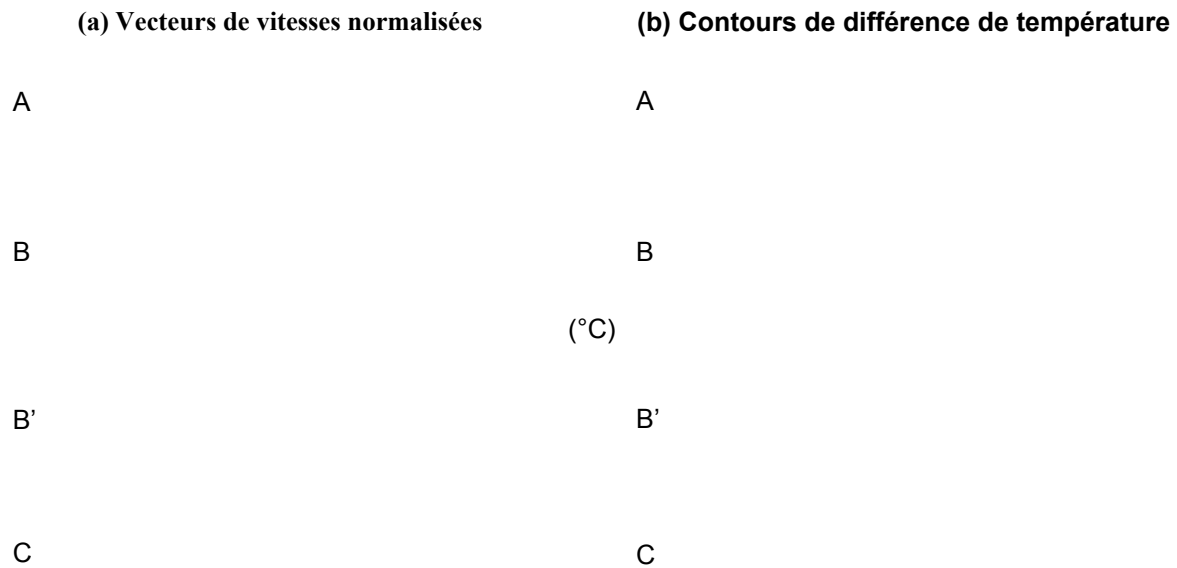 (a) Vecteurs de vitesses normalisées
(b) Contours de différence de température
A
A
B
B
(°C)
B’
B’
C
C